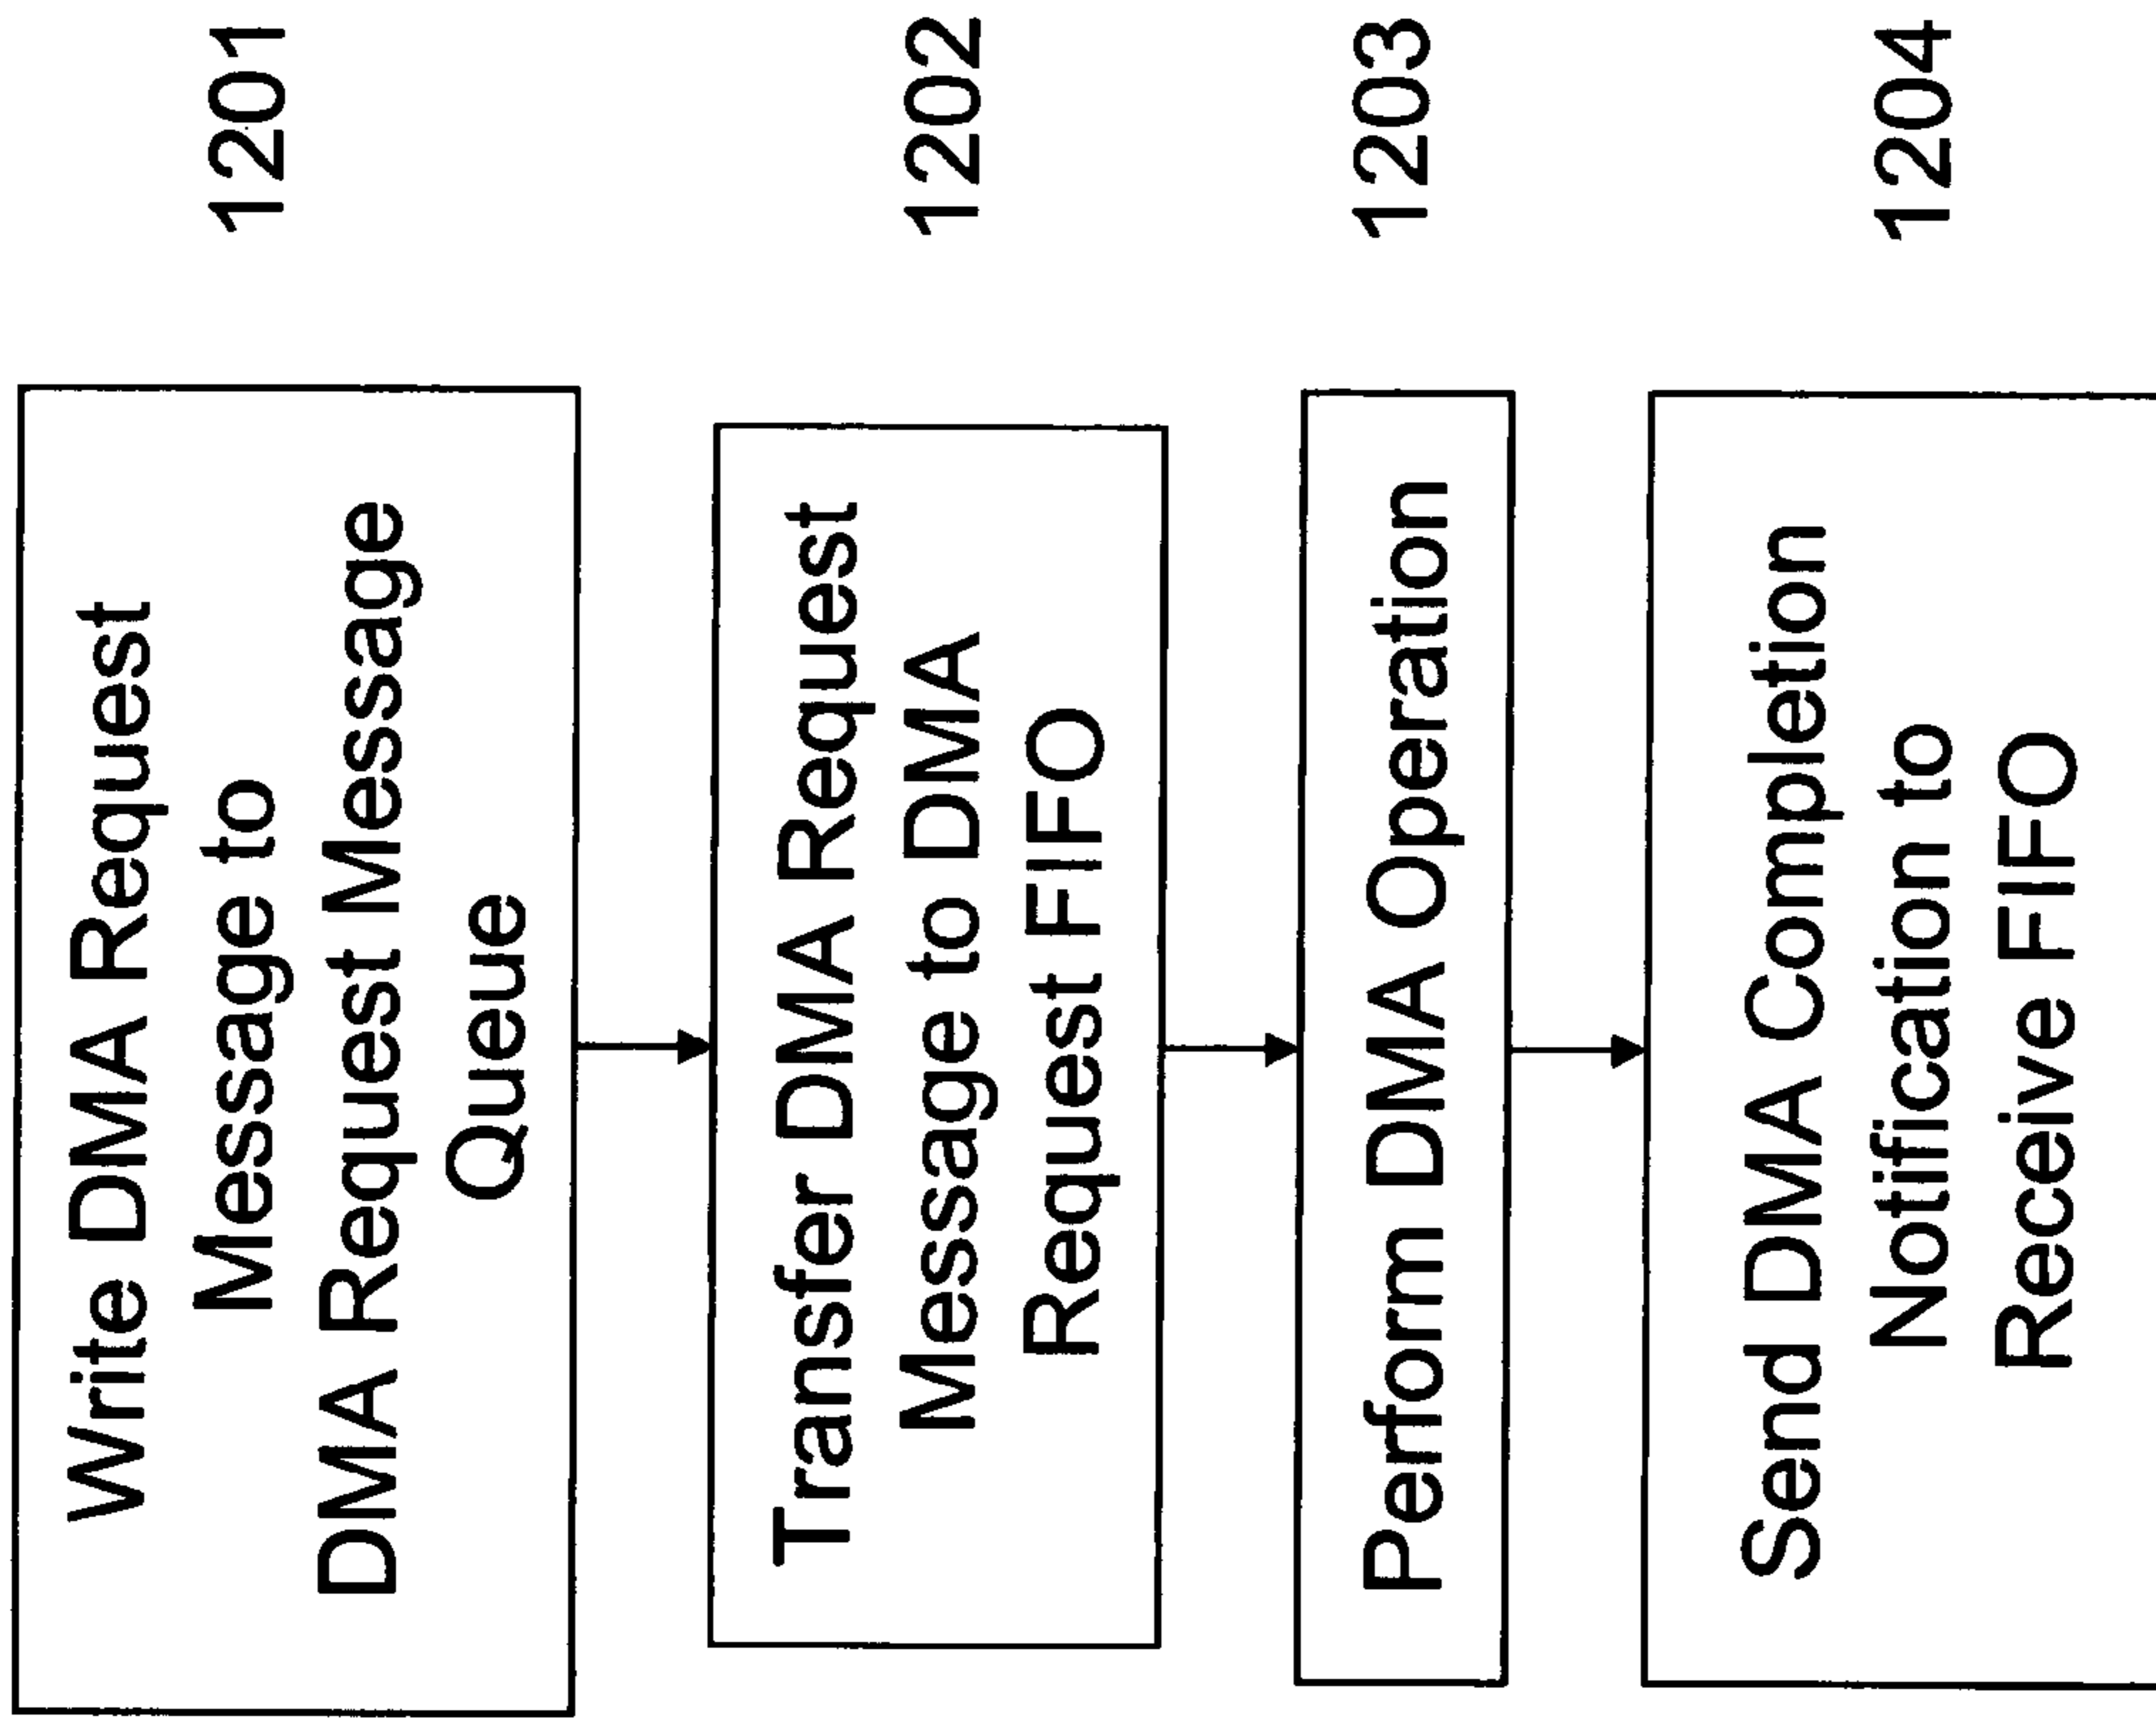 Write DMA Request
Message to
DMA Request Message
Queue
1201
Transfer DMA Request
Message to DMA
Request FIFO
1202
Perform DMA Operation
1203
Send DMA Completion
Notification to
Receive FIFO
1204